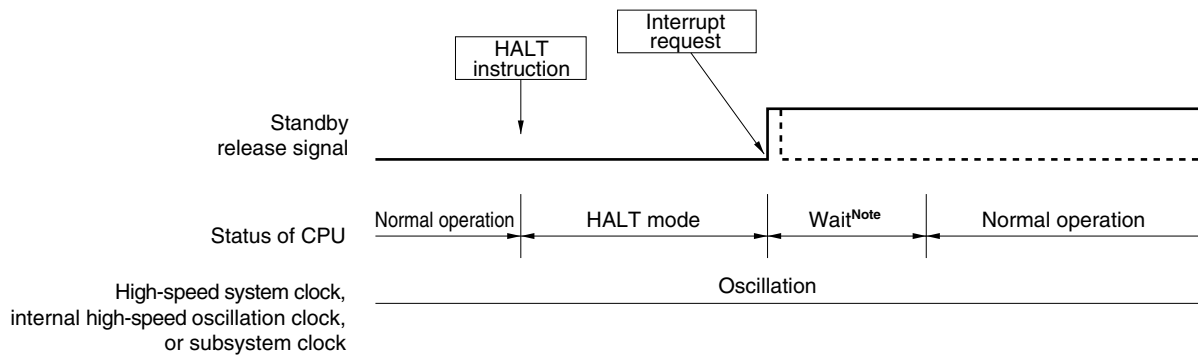 HALT
instruction
Interrupt
request
Standby
release signal
Status of CPU
Normal operation
HALT mode
WaitNote
Normal operation
High-speed system clock,
internal high-speed oscillation clock,
or subsystem clock
Oscillation